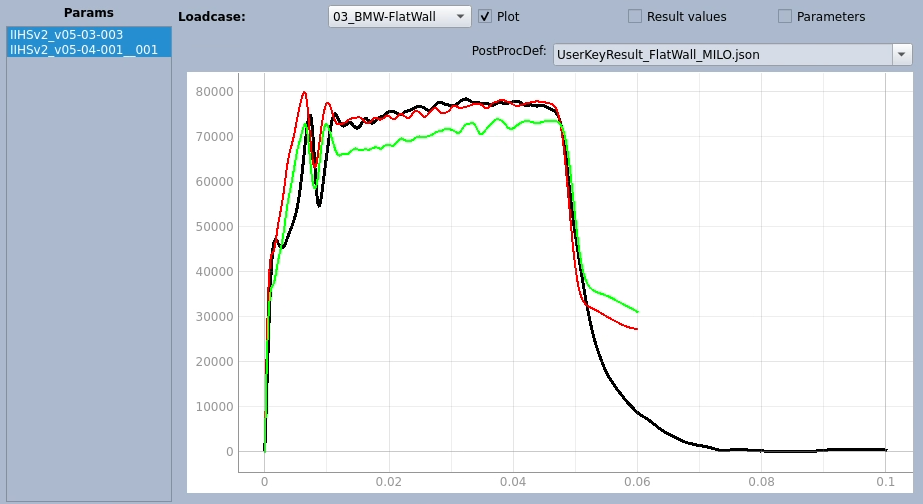 Params
Loadcase: 03_BMW-FlatWall Plot Result values Parameters
IIHSv2_v05-03-003
IIHSv2_v05-04-001__001
PostProcDef: UserKeyResult_FlatWall_MILO.json
80000
70000
60000
50000
40000
30000
20000
10000
0
0 0.02 0.04 0.06 0.08 0.1